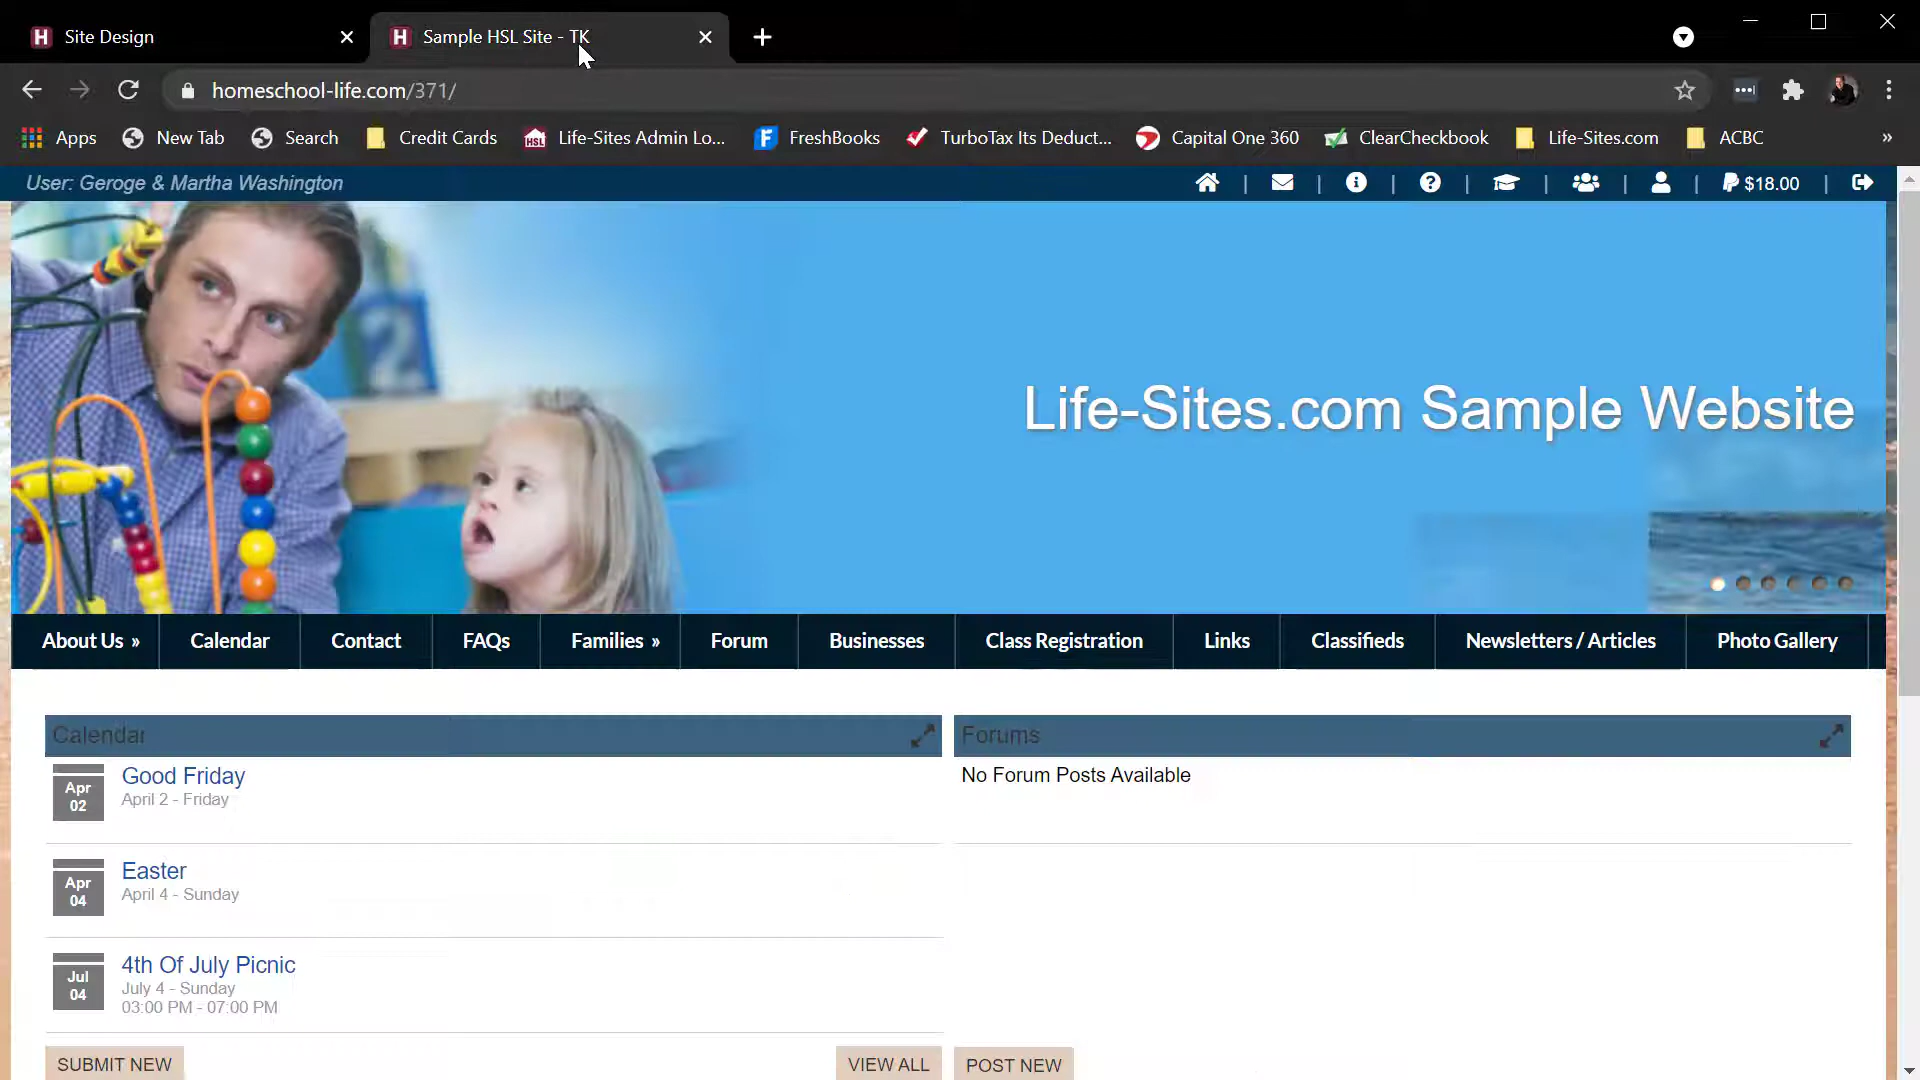 Site Design
Sample HSL Site - TK
homeschool-life.com/371/
Apps
New Tab
Search
Credit Cards
Life-Sites Admin Lo...
FreshBooks
TurboTax Its Deduct...
Capital One 360
ClearCheckbook
Life-Sites.com
ACBC
»
User: Geroge & Martha Washington
| | | | | | | $18.00 |
2
Life-Sites.com Sample Website
About Us »
Calendar
Contact
FAQs
Families »
Forum
Businesses
Class Registration
Links
Classifieds
Newsletters / Articles
Photo Gallery
Calendar
Apr
02
Good Friday
April 2 - Friday
Apr
04
Easter
April 4 - Sunday
Jul
04
4th Of July Picnic
July 4 - Sunday
03:00 PM - 07:00 PM
SUBMIT NEW
VIEW ALL
Forums
No Forum Posts Available
POST NEW